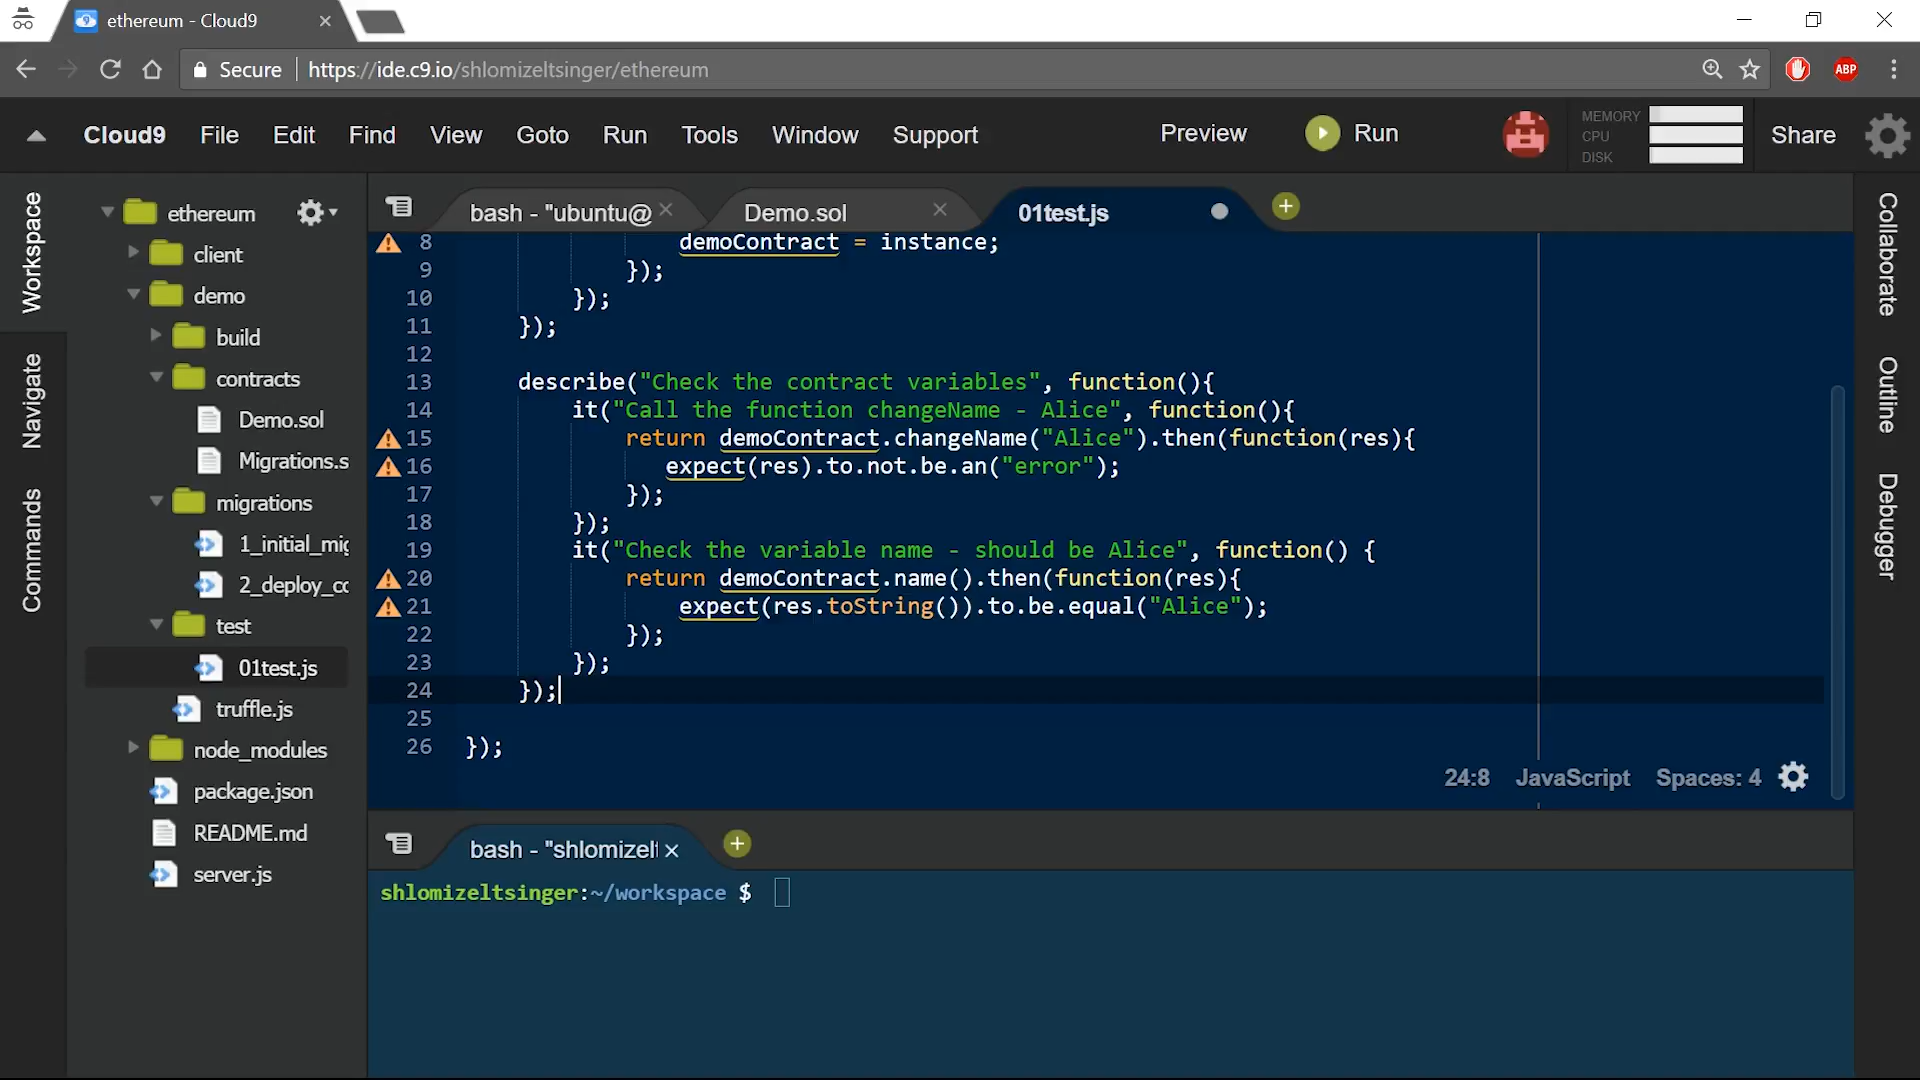 ethereum - Cloud9
Secure
https://ide.c9.io/shlomizeltsinger/ethereum
ABP
Cloud9 File Edit Find View Goto Run Tools Window Support
Preview
Run
MEMORY
CPU
DISK
Share
Workspace
Navigate
Commands
ethereum
client
demo
build
contracts
Demo.sol
Migrations.s
migrations
1_initial_mig
2_deploy_co
test
01test.js
truffle.js
node_modules
package.json
README.md
server.js
bash - "ubuntu@
Demo.sol
01test.js
8 demoContract = instance;
9 });
10 });
11 });
12
13 describe("Check the contract variables", function(){
14 it("Call the function changeName - Alice", function(){
15 return demoContract.changeName("Alice").then(function(res){
16 expect(res).to.not.be.an("error");
17 });
18 });
19 it("Check the variable name - should be Alice", function() {
20 return demoContract.name().then(function(res){
21 expect(res.toString()).to.be.equal("Alice");
22 });
23 });
24 });
25
26 });
24:8 JavaScript Spaces: 4
bash - "shlomizelt
shlomizeltsinger:~/workspace $
Collaborate
Outline
Debugger